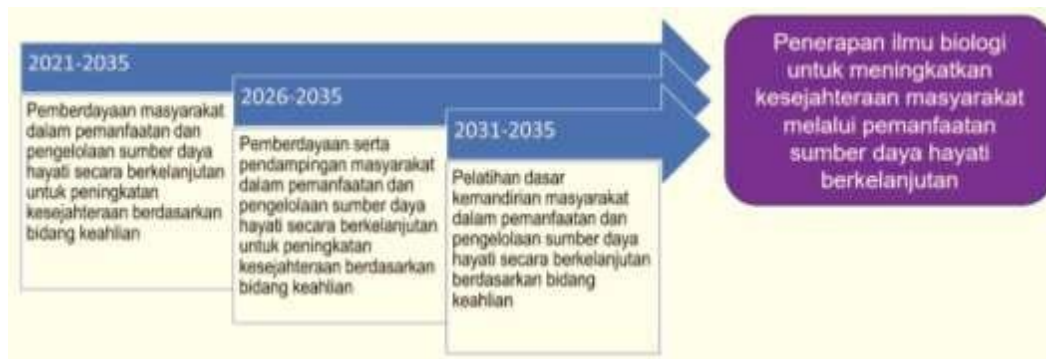 2021-2035
Pemberdayaan masyarakat
dalam pemanfaatan dan
pengelolaan sumber daya
hayati secara berkelanjutan
untuk peningkatan
kesejahteraan berdasarkan
bidang keahlian
2026-2035
Pemberdayaan serta
pendampingan masyarakat
dalam pemanfaatan dan
pengelolaan sumber daya
hayati secara berkelanjutan
untuk peningkatan
kesejahteraan berdasarkan
bidang keahlian
2031-2035
Pelatihan dasar
kemandirian masyarakat
dalam pemanfaatan dan
pengelolaan sumber daya
hayati secara berkelanjutan
berdasarkan bidang
keahlian
Penerapan ilmu biologi
untuk meningkatkan
kesejahteraan masyarakat
melalui pemanfaatan
sumber daya hayati
berkelanjutan